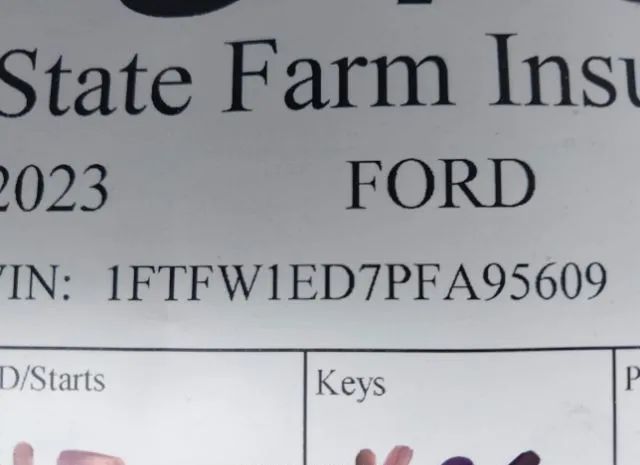 State Farm Insu
2023 FORD
VIN: 1FTFW1ED7PFA95609
D/Starts Keys P